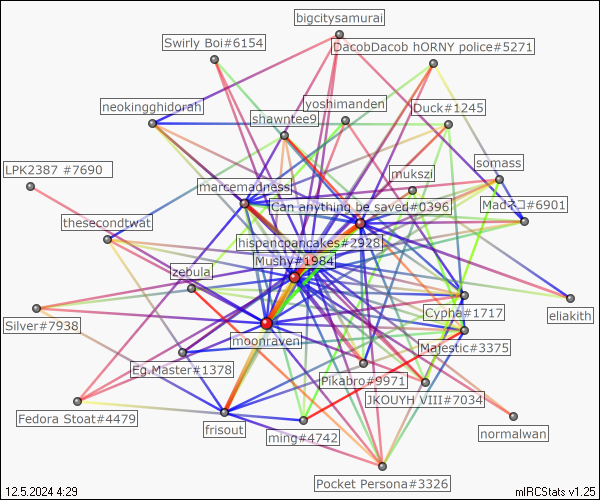 bigcitysamurai
Swirly Boi#6154
DacobDacob hORNY police#5271
neokingghidorah
yoshimanden
Duck#1245
shawntee9
LPK2387 #7690
mukszi
somass
marcemadness
Can anything be saved#0396
Madネコ#6901
thesecondtwat
hispancoancakes#2928
Mushy#1984
zebula
Cypha#1717
eliakith
Silver#7938
moonraven
Majestic#3375
Eg.Master#1378
Pikabro#9971
JKOUYH VIII#7034
Fedora Stoat#4479
frisout
ming#4742
normalwan
Pocket Persona#3326
12.5.2024 4:29
mIRCStats v1.25